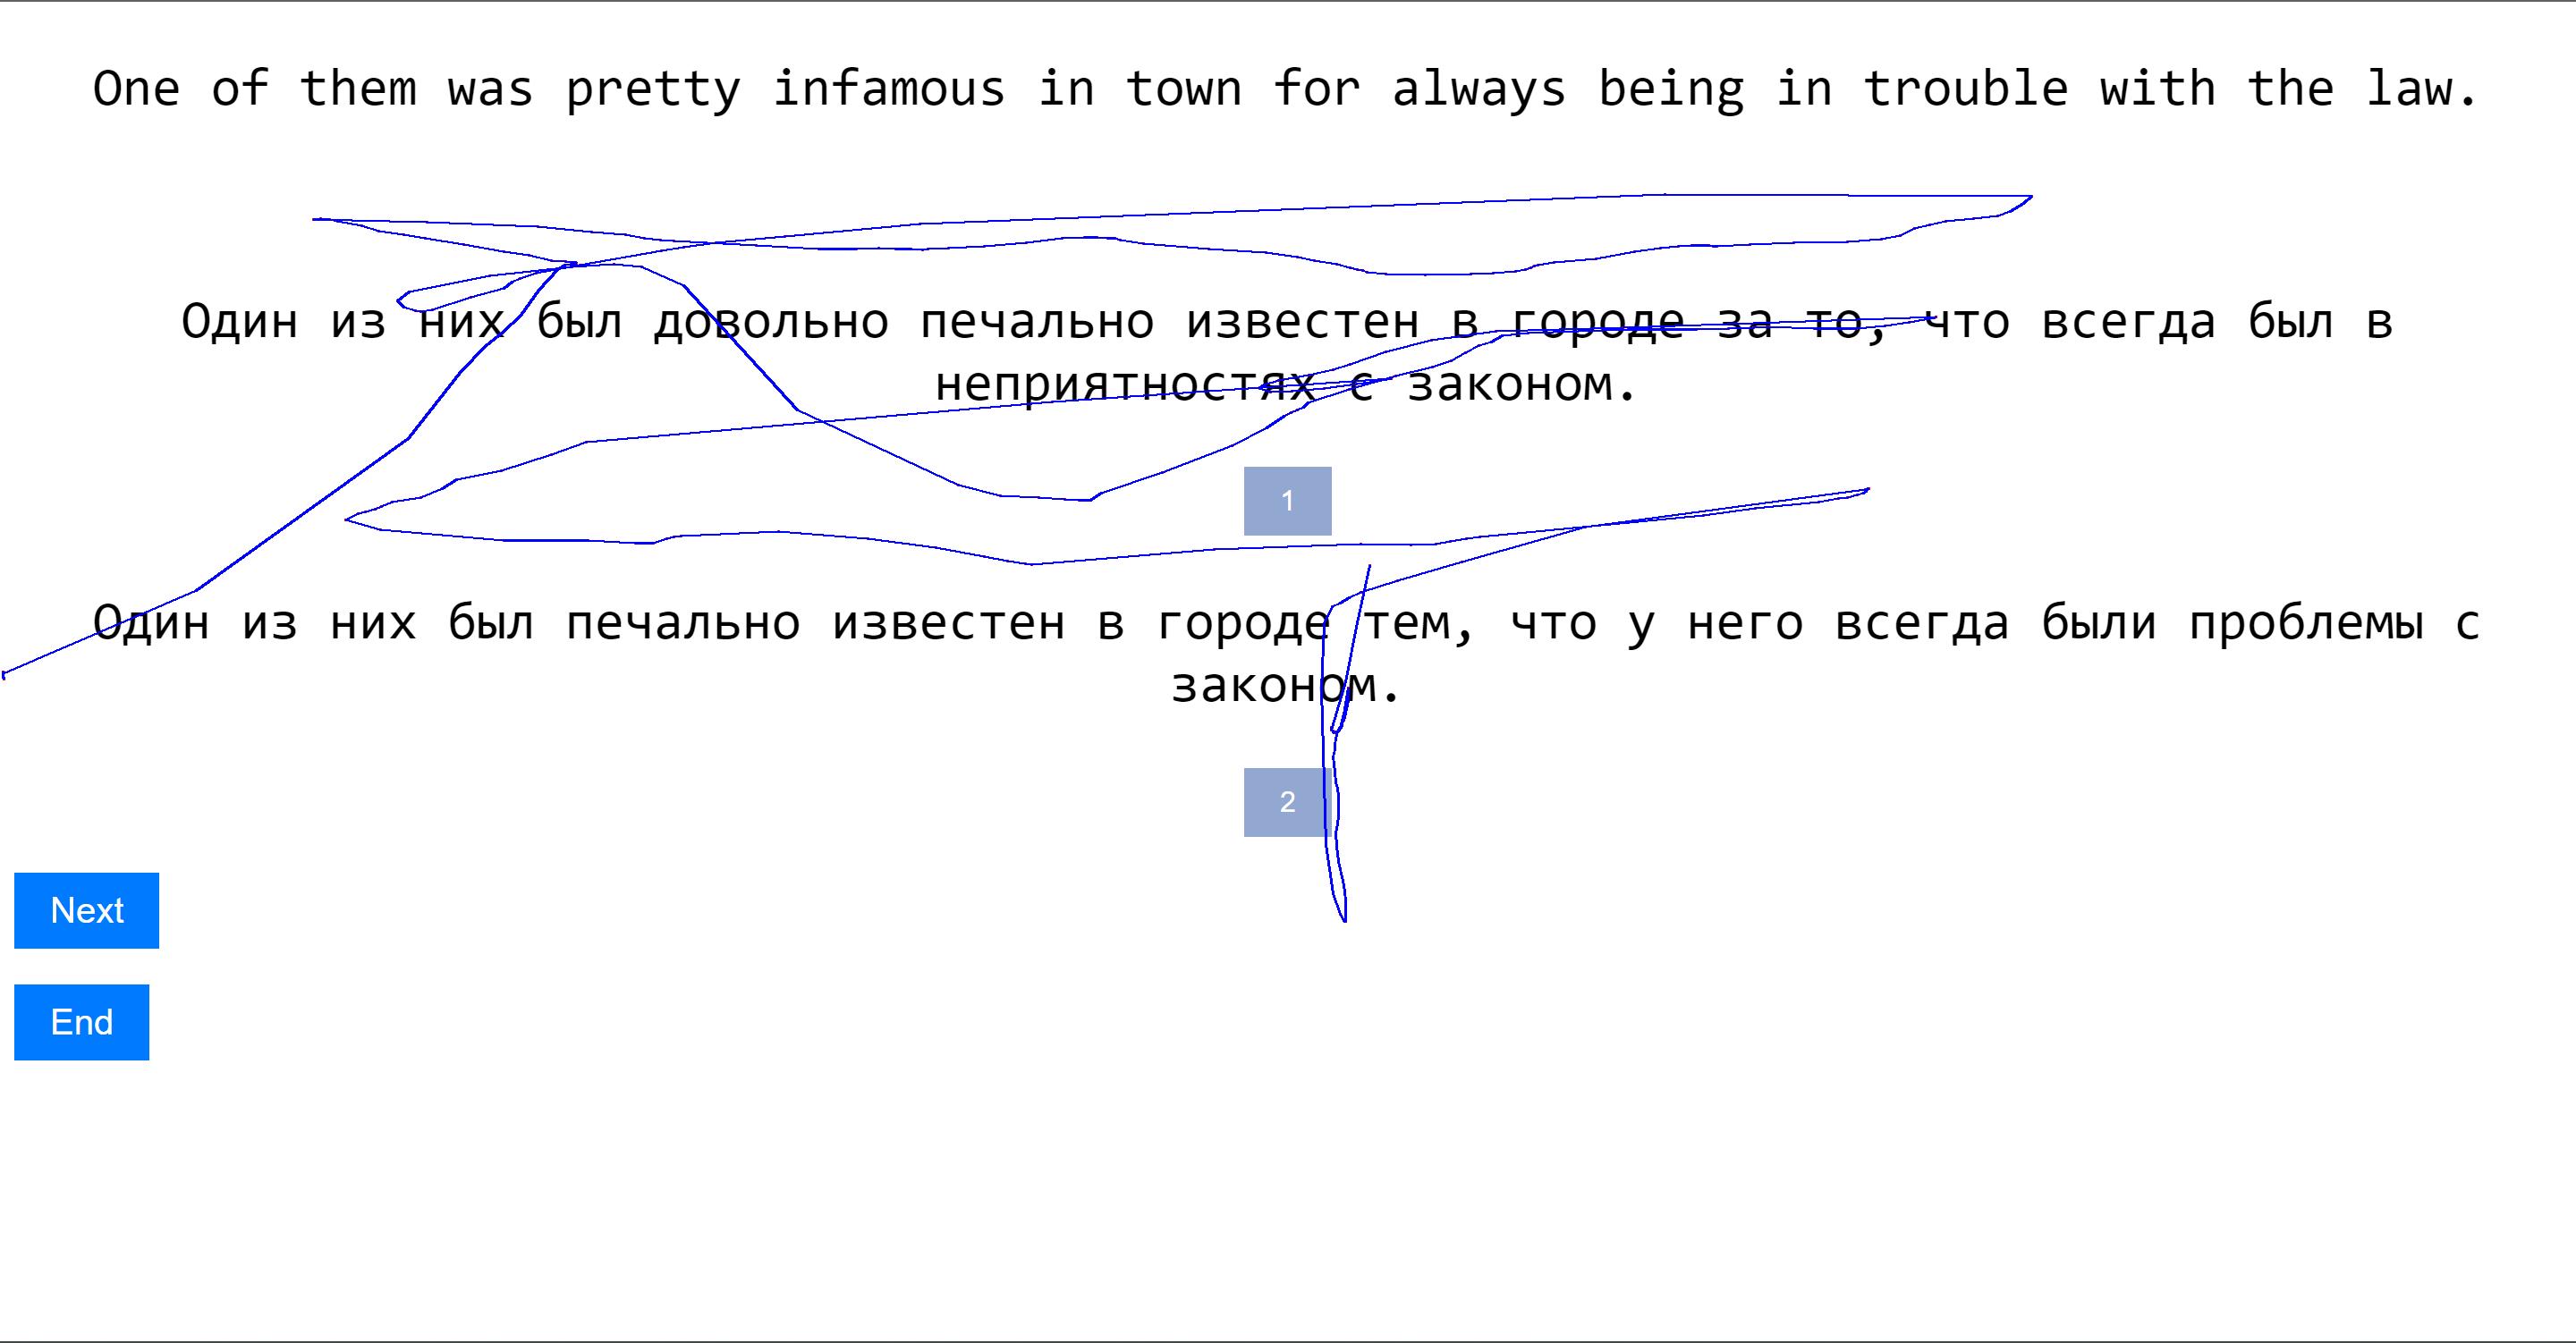 One of them was pretty infamous in town for always being in trouble with the law.
Один из них был довольно печально известен в городе за то, что всегда был в
неприятностях с законом.
1
Один из них был печально известен в городе тем, что у него всегда были проблемы с
законом.
2
Next
End